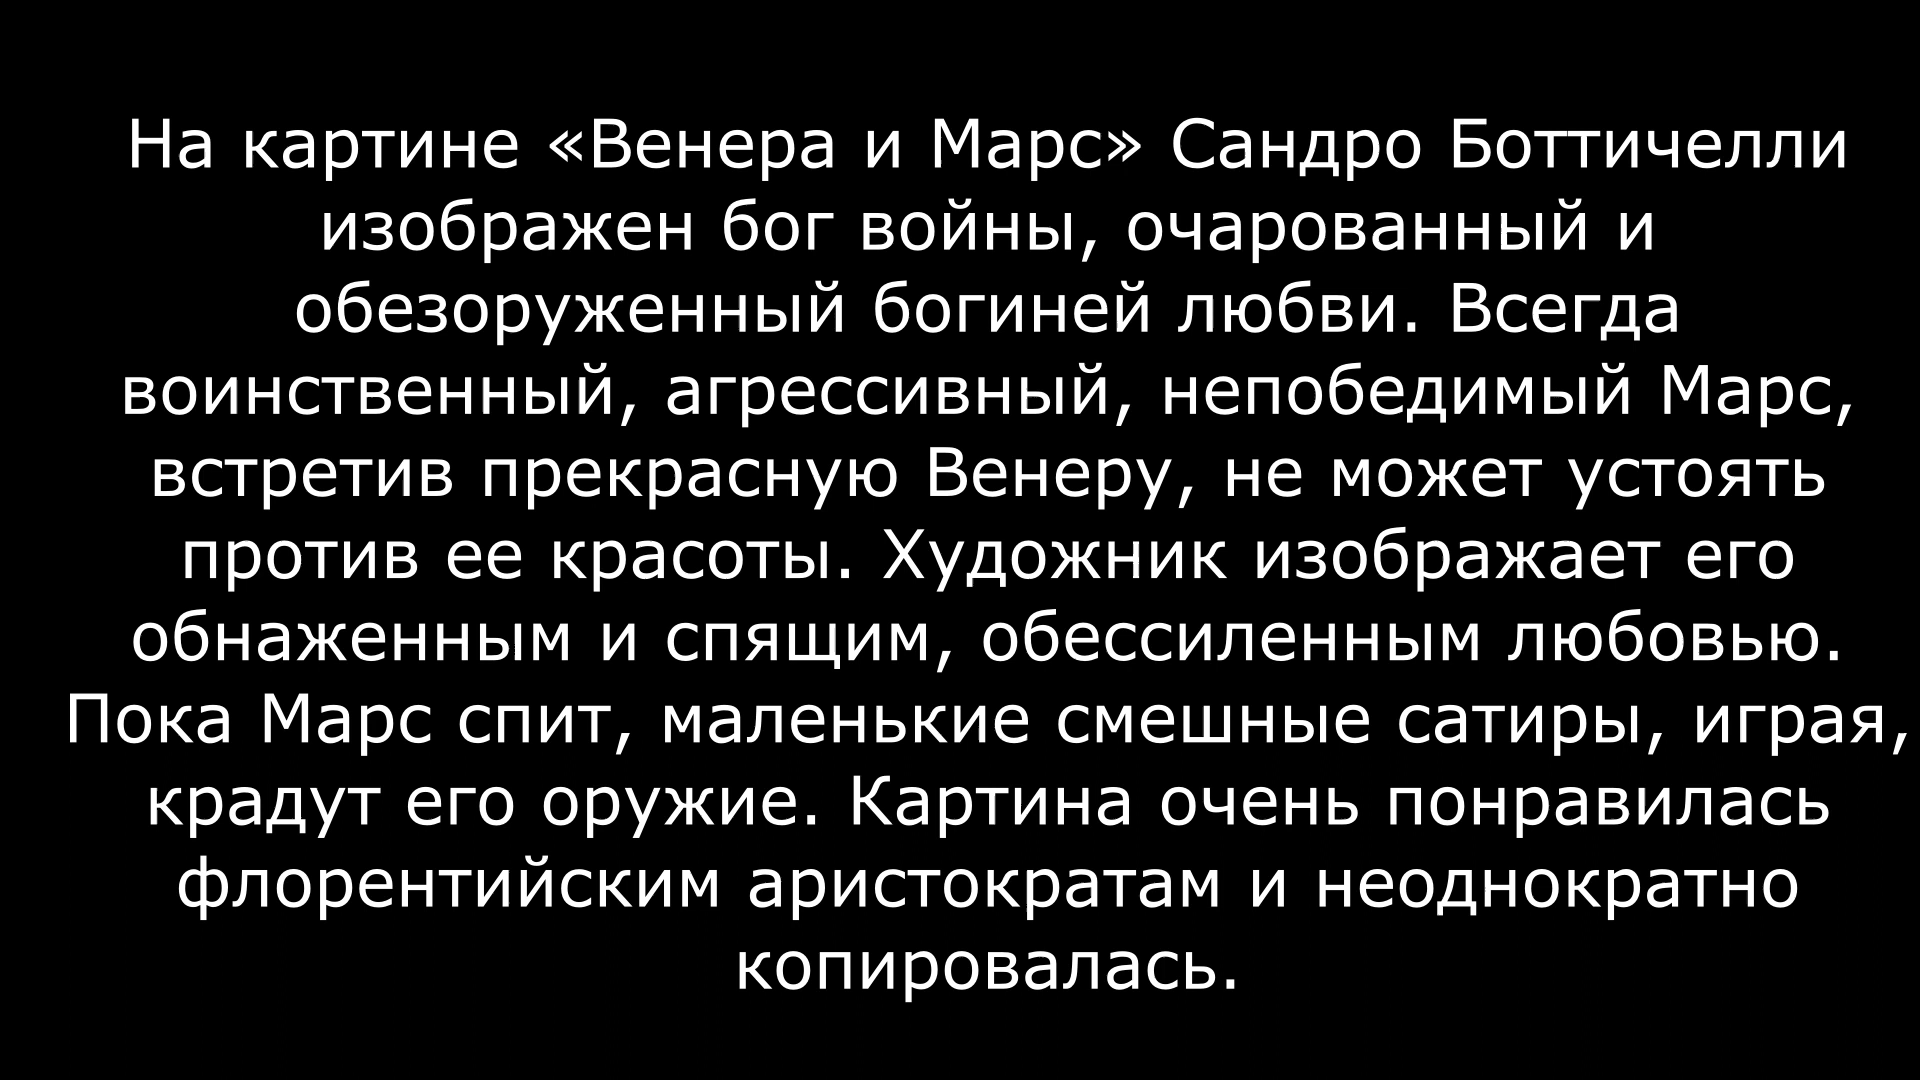 На картине «Венера и Марс» Сандро Боттичелли
изображен бог войны, очарованный и
обезоруженный богиней любви. Всегда
воинственный, агрессивный, непобедимый Марс,
встретив прекрасную Венеру, не может устоять
против ее красоты. Художник изображает его
обнаженным и спящим, обессиленным любовью.
Пока Марс спит, маленькие смешные сатиры, играя,
крадут его оружие. Картина очень понравилась
флорентийским аристократам и неоднократно
копировалась.